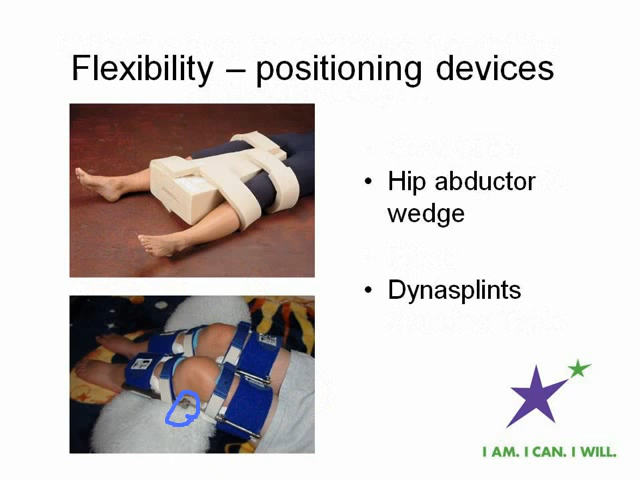 Flexibility – positioning devices
• Hip abductor
wedge
• Dynasplints
I AM. I CAN. I WILL.